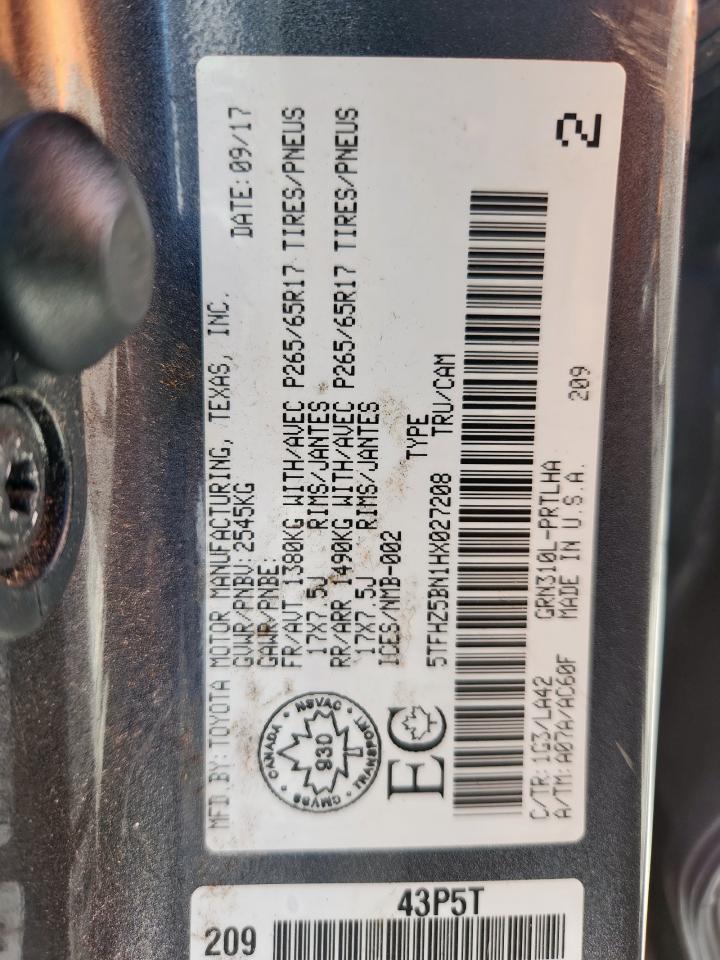 MFD.BY:TOYOTA MOTOR MANUFACTURING, TEXAS, INC.
GVWR/PNBV:2545KG DATE:09/17
GAWR/PNBE:
FR/AVT 1380KG WITH/AVEC P265/65R17 TIRES/PNEUS
17X7.5J RIMS/JANTES
RR/ARR 1490KG WITH/AVEC P265/65R17 TIRES/PNEUS
17X7.5J RIMS/JANTES
ICES/NMB-002
TYPE
5TFHZ5BN1HX027208 TRU/CAM
CANADA · NSVAC · TRANSPORT · CMVSS
930
EC
C/TR:1G3/LA42 GRN310L-PRTLHA 209
A/TM:A07A/AC60F MADE IN U.S.A.
2
43P5T
209